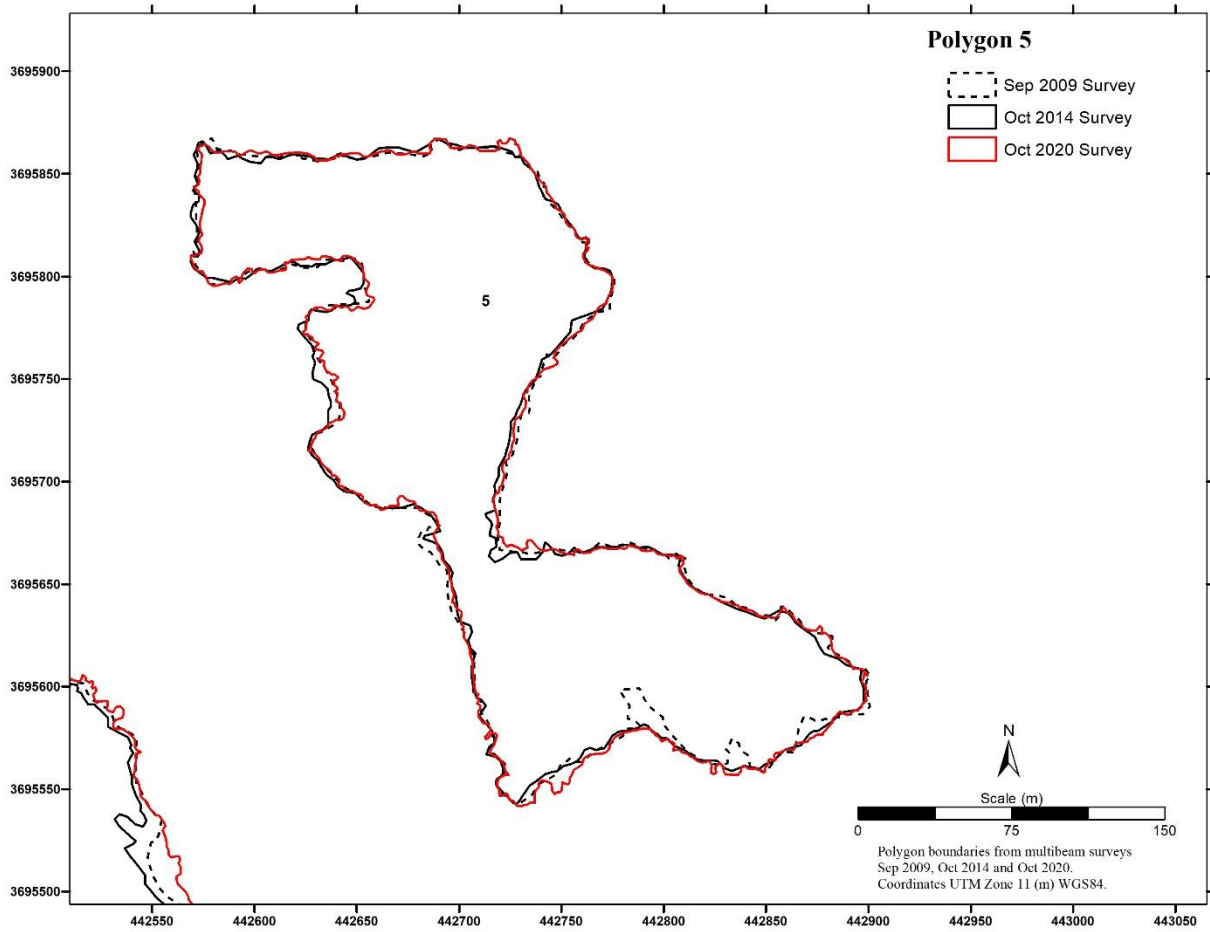 Polygon 5
Sep 2009 Survey
Oct 2014 Survey
Oct 2020 Survey
3695900
3695850
3695800
3695750
3695700
3695650
3695600
3695550
3695500
5
N
Scale (m)
0 75 150
Polygon boundaries from multibeam surveys
Sep 2009, Oct 2014 and Oct 2020.
Coordinates UTM Zone 11 (m) WGS84.
442550 442600 442650 442700 442750 442800 442850 442900 442950 443000 443050